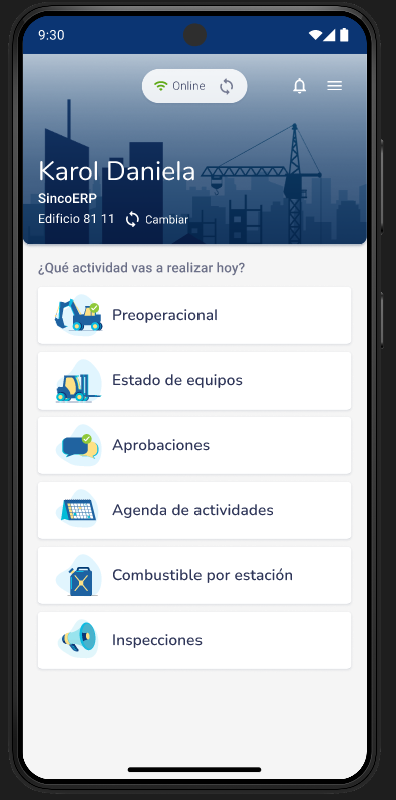 9:30
Online
Karol Daniela
SincoERP
Edificio 81 11 Cambiar
¿Qué actividad vas a realizar hoy?
Preoperacional
Estado de equipos
Aprobaciones
Agenda de actividades
Combustible por estación
Inspecciones